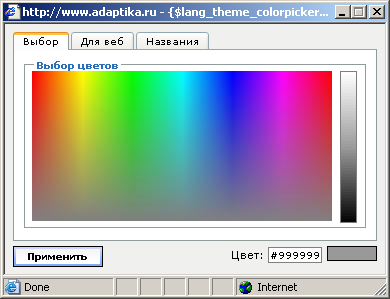 http://www.adaptika.ru - {$lang_theme_colorpicker...
Выбор
Для веб
Названия
Выбор цветов
Применить
Цвет:
#999999
Done
Internet